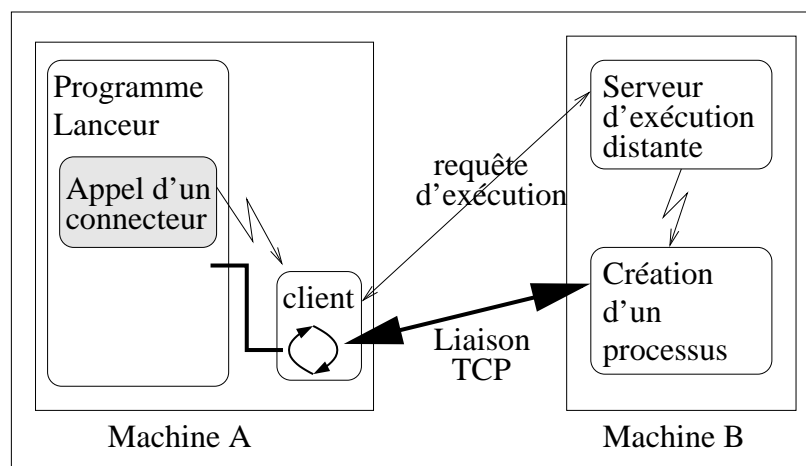 Programme
Lanceur
Appel d’un
connecteur
client
requête
d’exécution
Liaison
TCP
Serveur
d’exécution
distante
Création
d’un
processus
Machine A
Machine B